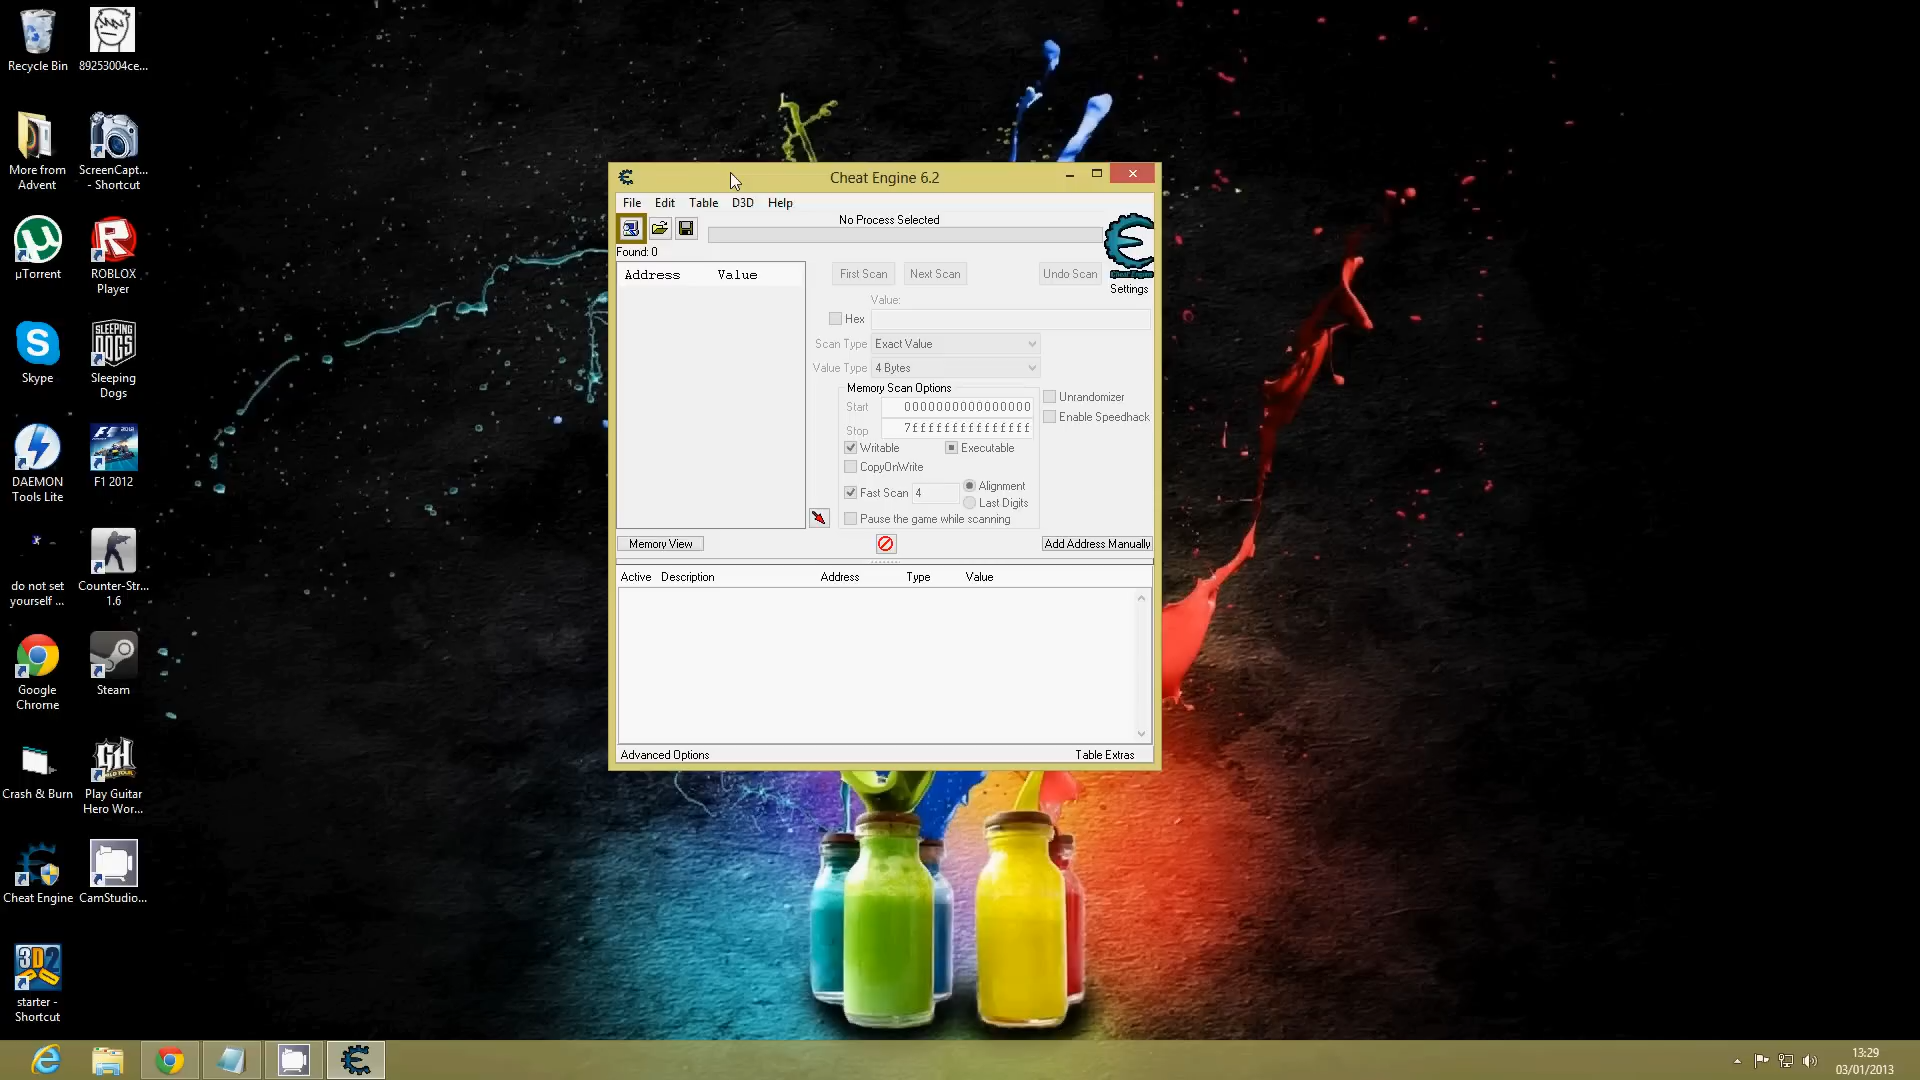 Recycle Bin
89253004ce...
More from
Advent
ScreenCapt...
- Shortcut
µTorrent
ROBLOX
Player
Skype
SLEEPING
DOGS
Sleeping
Dogs
DAEMON
Tools Lite
F1 2012
do not set
yourself ...
Counter-Str...
1.6
Google
Chrome
Steam
Crash & Burn
GH
Play Guitar
Hero Wor...
Cheat Engine
CamStudio...
3D2
starter -
Shortcut
Cheat Engine 6.2
File Edit Table D3D Help
No Process Selected
Found: 0
Address Value
First Scan Next Scan Undo Scan
Cheat Engine
Settings
Value:
Hex
Scan Type Exact Value
Value Type 4 Bytes
Memory Scan Options
Start 0000000000000000
Stop 7fffffffffffffff
Unrandomizer
Enable Speedhack
Writable Executable
CopyOnWrite
Fast Scan 4 Alignment
Last Digits
Pause the game while scanning
Memory View Add Address Manually
Active Description Address Type Value
Advanced Options Table Extras
13:29
03/01/2013